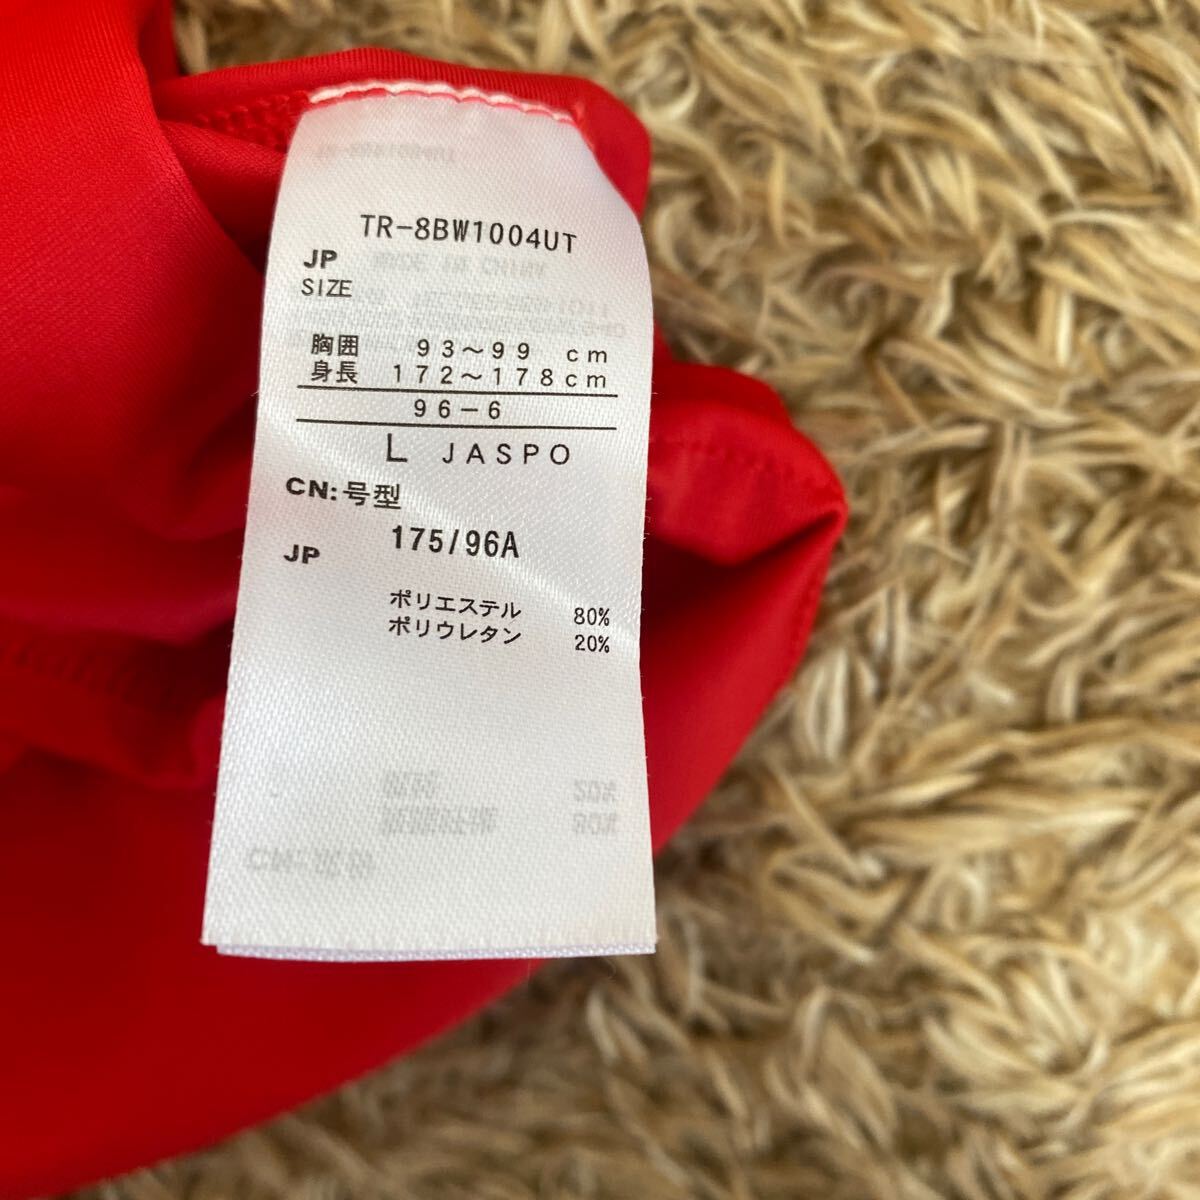 TR-8BW1004UT
JP
SIZE
胸囲 93～99 cm
身長 172～178cm
96-6
L JASPO
CN:号型
175/96A
JP
ポリエステル 80%
ポリウレタン 20%